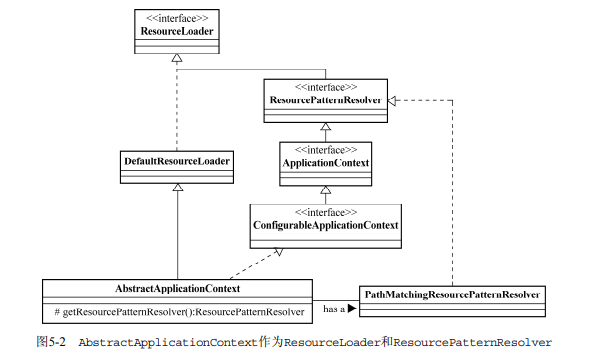 <<interface>>
ResourceLoader
<<interface>>
ResourcePatternResolver
DefaultResourceLoader
<<interface>>
ApplicationContext
<<interface>>
ConfigurableApplicationContext
AbstractApplicationContext
# getResourcePatternResolver():ResourcePatternResolver
has a
PathMatchingResourcePatternResolver
图5-2 AbstractApplicationContext作为ResourceLoader和ResourcePatternResolver